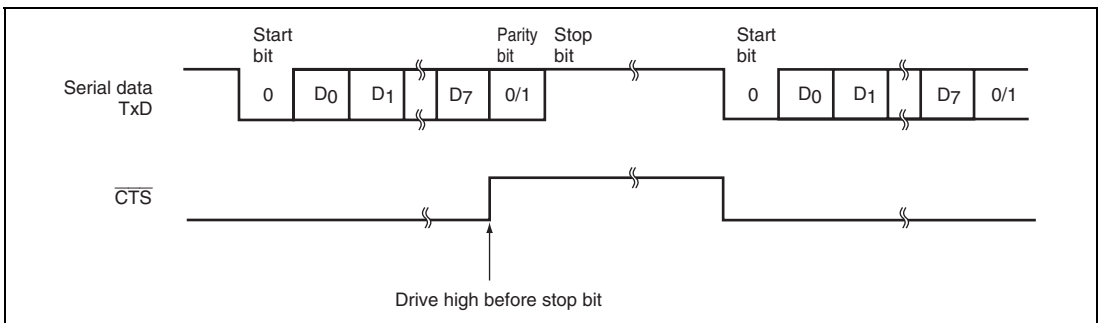 Start bit
Parity bit
Stop bit
Start bit
Serial data TxD
0 D0 D1 D7 0/1 0 D0 D1 D7 0/1
CTS
Drive high before stop bit